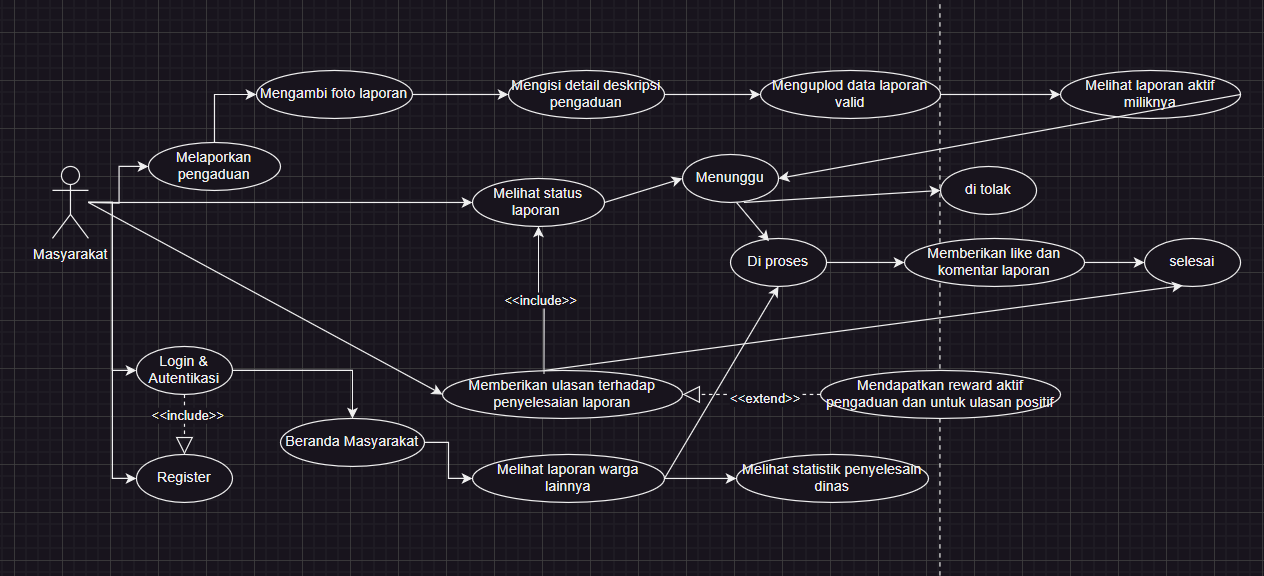 Mengambi foto laporan
Mengisi detail deskripsi
pengaduan
Menguplod data laporan
valid
Melihat laporan aktif
miliknya
Melaporkan
pengaduan
Masyarakat
Melihat status
laporan
Menunggu
di tolak
Di proses
Memberikan like dan
komentar laporan
selesai
<<include>>
Login &
Autentikasi
<<include>>
Register
Beranda Masyarakat
Memberikan ulasan terhadap
penyelesaian laporan
<<extend>>
Mendapatkan reward aktif
pengaduan dan untuk ulasan positif
Melihat laporan warga
lainnya
Melihat statistik penyelesain
dinas